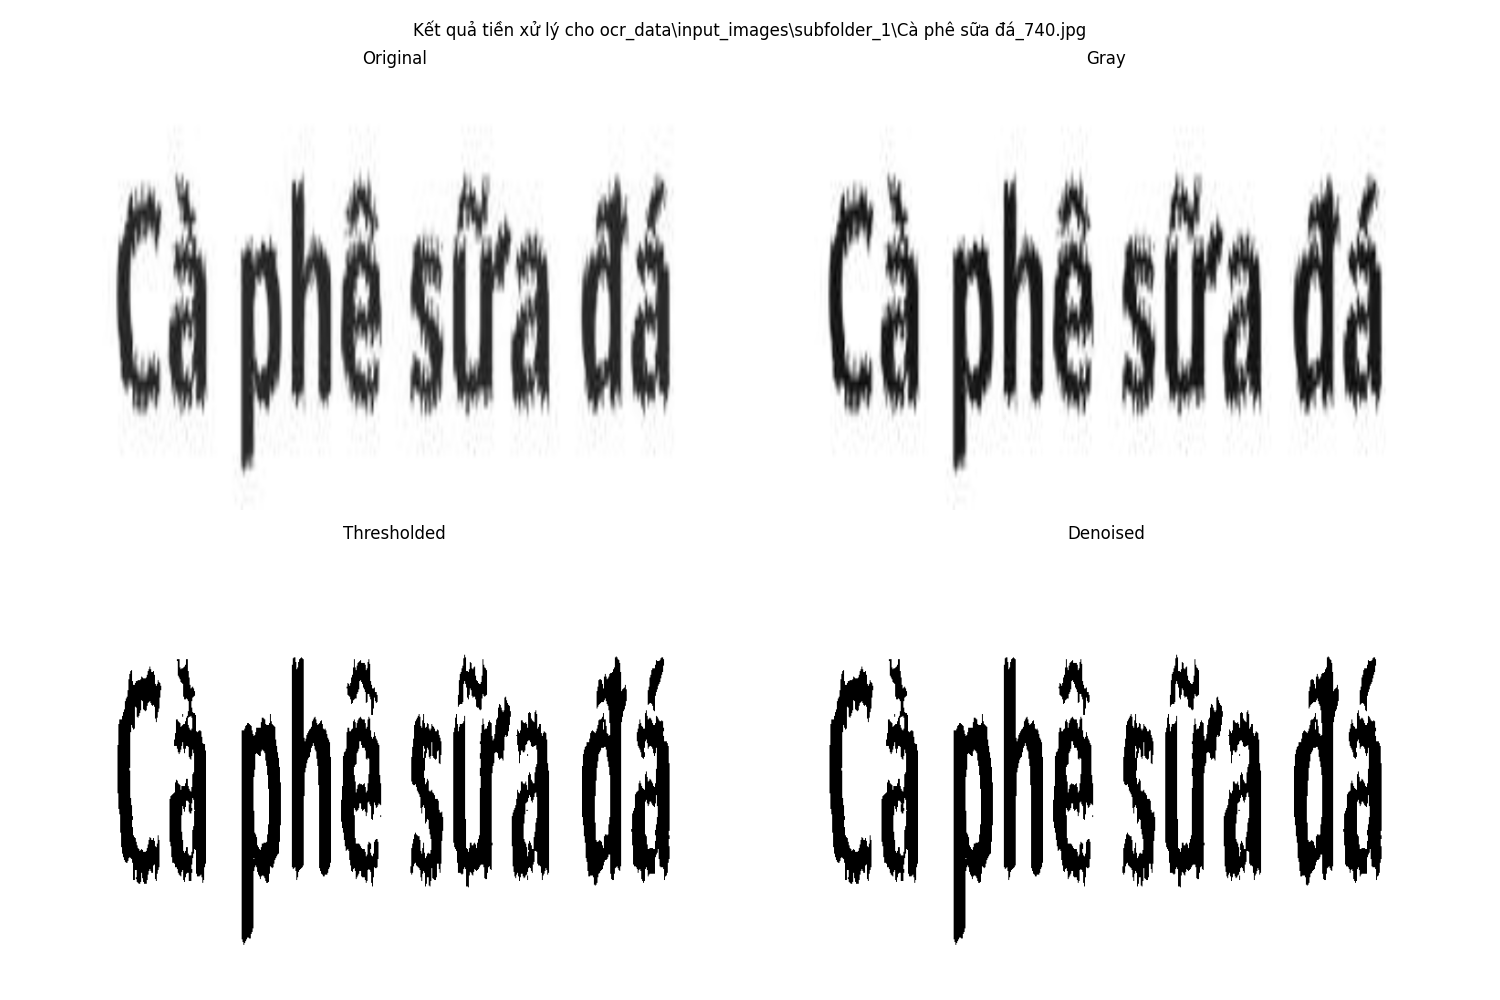 Kết quả tiền xử lý cho ocr_data\input_images\subfolder_1\Cà phê sữa đá_740.jpg
Original
Gray
Cà phê sữa đá
Cà phê sữa đá
Thresholded
Denoised
Cà phê sữa đá
Cà phê sữa đá